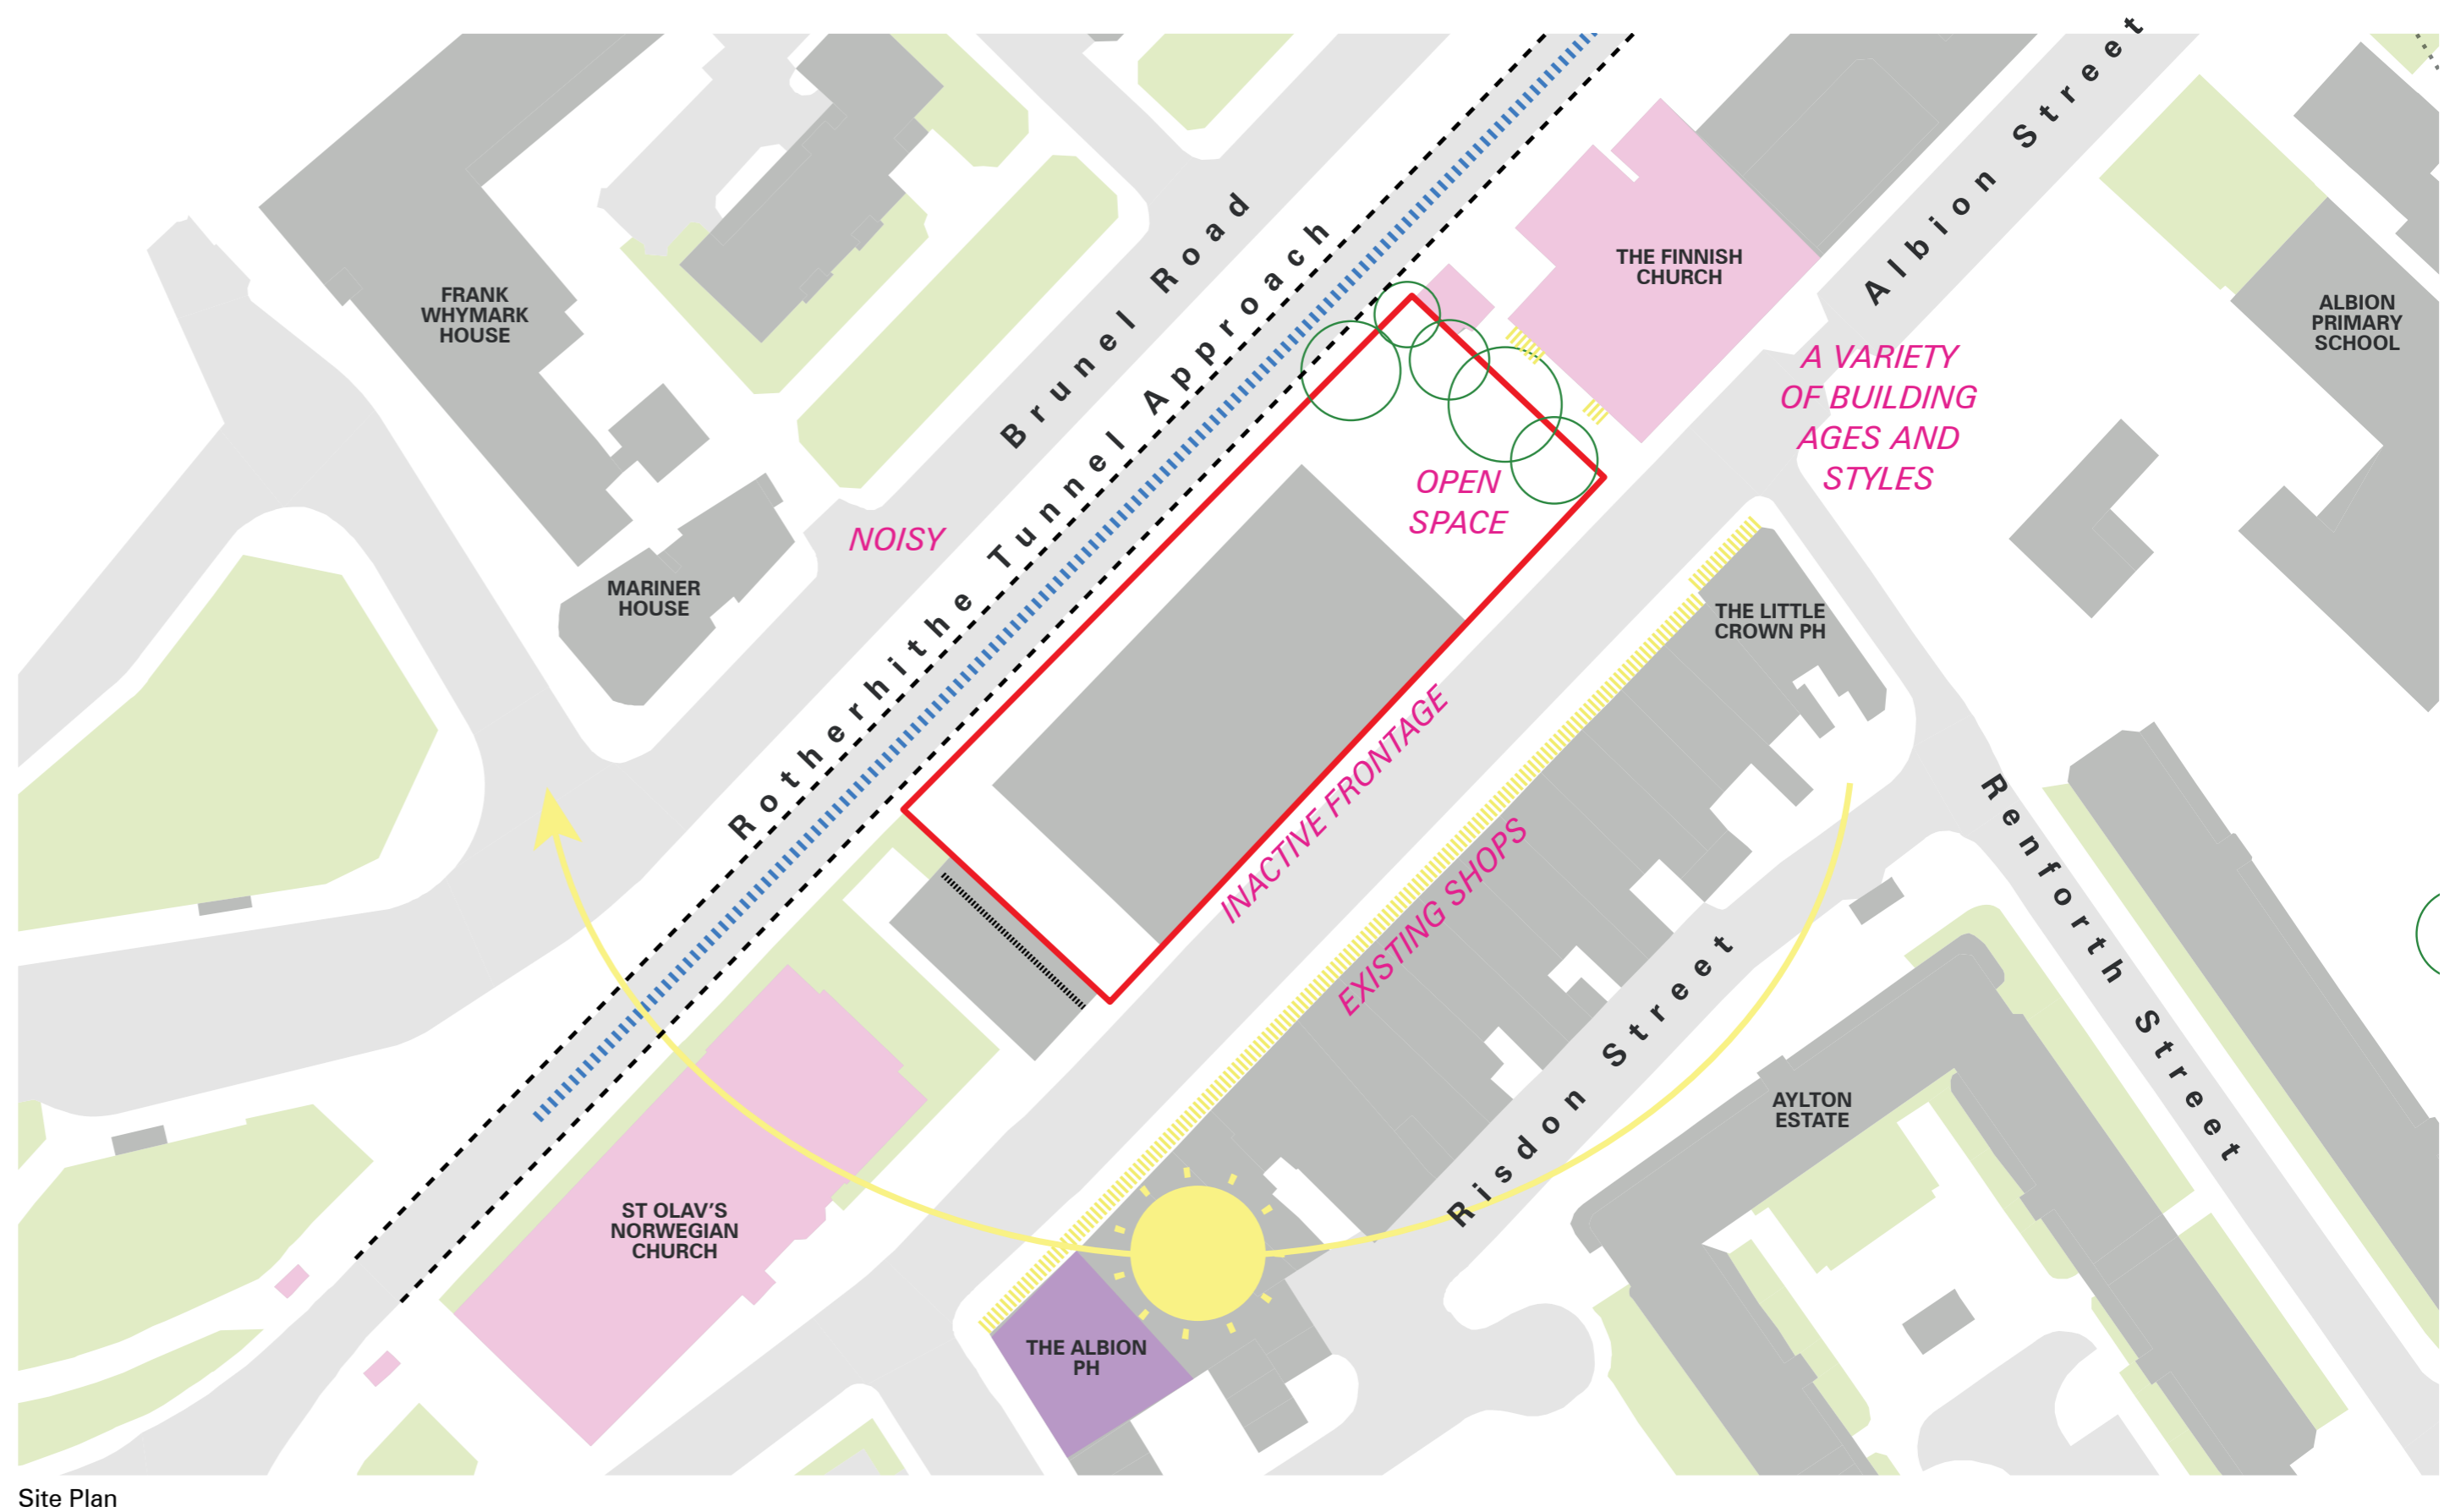 Albion Street
Brunel Road
Rotherhithe Tunnel Approach
THE FINNISH
CHURCH
FRANK
WHYMARK
HOUSE
ALBION
PRIMARY
SCHOOL
A VARIETY
OF BUILDING
AGES AND
STYLES
OPEN
SPACE
NOISY
MARINER
HOUSE
THE LITTLE
CROWN PH
INACTIVE FRONTAGE
EXISTING SHOPS
Renforth Street
Risdon Street
AYLTON
ESTATE
ST OLAV’S
NORWEGIAN
CHURCH
THE ALBION
PH
Site Plan